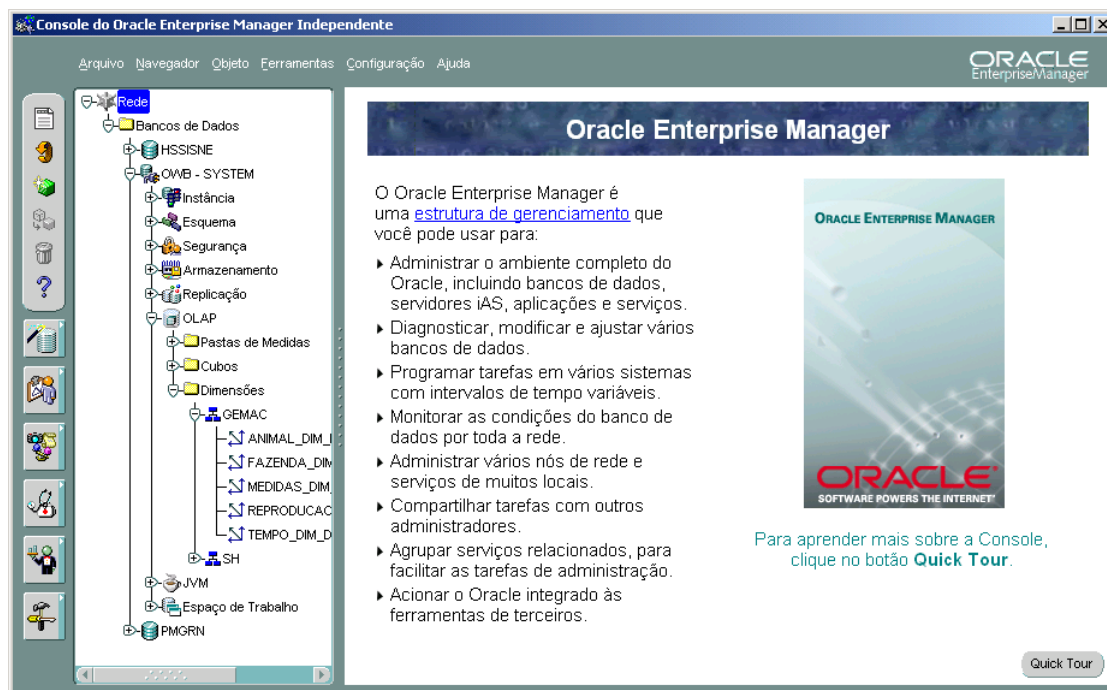 Console do Oracle Enterprise Manager Independente
Arquivo Navegador Objeto Ferramentas Configuração Ajuda
ORACLE
EnterpriseManager
Rede
Bancos de Dados
HSSISNE
OWB - SYSTEM
Instância
Esquema
Segurança
Armazenamento
Replicação
OLAP
Pastas de Medidas
Cubos
Dimensões
GEMAC
ANIMAL_DIM_
FAZENDA_DIM
MEDIDAS_DIM_
REPRODUCAC
TEMPO_DIM_D
SH
JVM
Espaço de Trabalho
PMGRN
Oracle Enterprise Manager
O Oracle Enterprise Manager é
uma estrutura de gerenciamento que
você pode usar para:
Administrar o ambiente completo do
Oracle, incluindo bancos de dados,
servidores iAS, aplicações e serviços.
Diagnosticar, modificar e ajustar vários
bancos de dados.
Programar tarefas em vários sistemas
com intervalos de tempo variáveis.
Monitorar as condições do banco de
dados por toda a rede.
Administrar vários nós de rede e
serviços de muitos locais.
Compartilhar tarefas com outros
administradores.
Agrupar serviços relacionados, para
facilitar as tarefas de administração.
Acionar o Oracle integrado às
ferramentas de terceiros.
ORACLE ENTERPRISE MANAGER
ORACLE
SOFTWARE POWERS THE INTERNET
Para aprender mais sobre a Console,
clique no botão Quick Tour.
Quick Tour